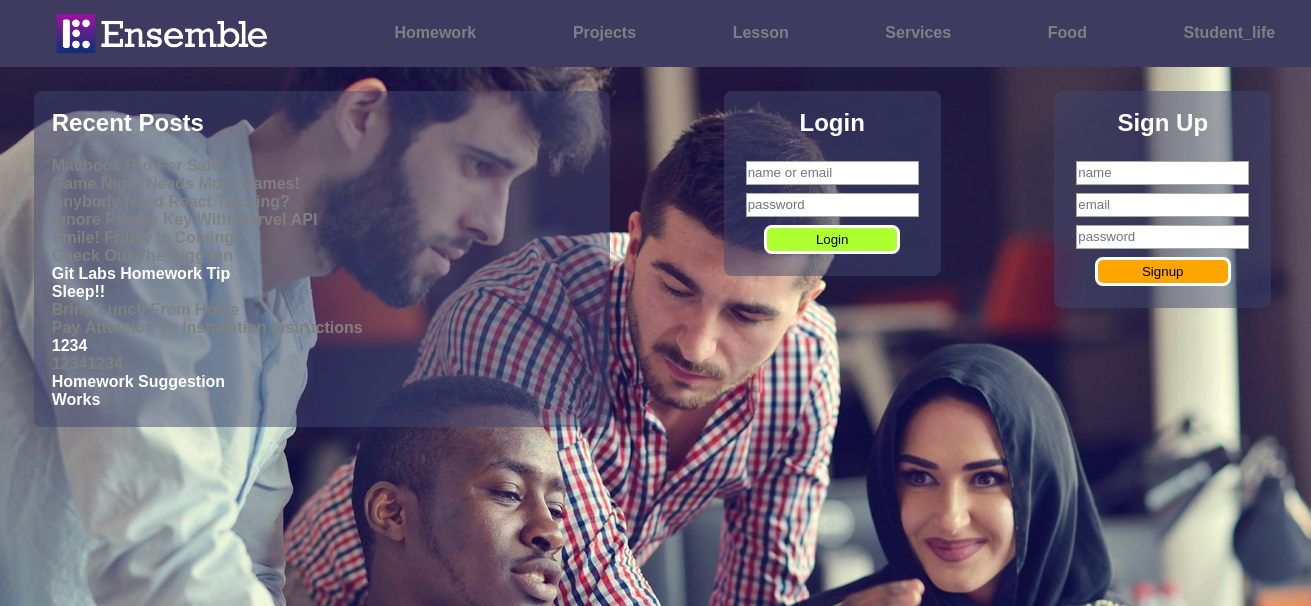 Ensemble
Homework
Projects
Lesson
Services
Food
Student_life
Recent Posts
Macbook Pro For Sale
Game Night Needs More Games!
Anybody Need React Tutoring?
Ignore Private Key With Marvel API
Smile! Friday Is Coming!
Check Out The
Git Labs Homework Tip
Sleep!!
Bring Lunch From Home
Pay Attention To Instalation Instructions
1234
12341234
Homework Suggestion
Works
Login
name or email
password
Login
Sign Up
name
email
password
Signup